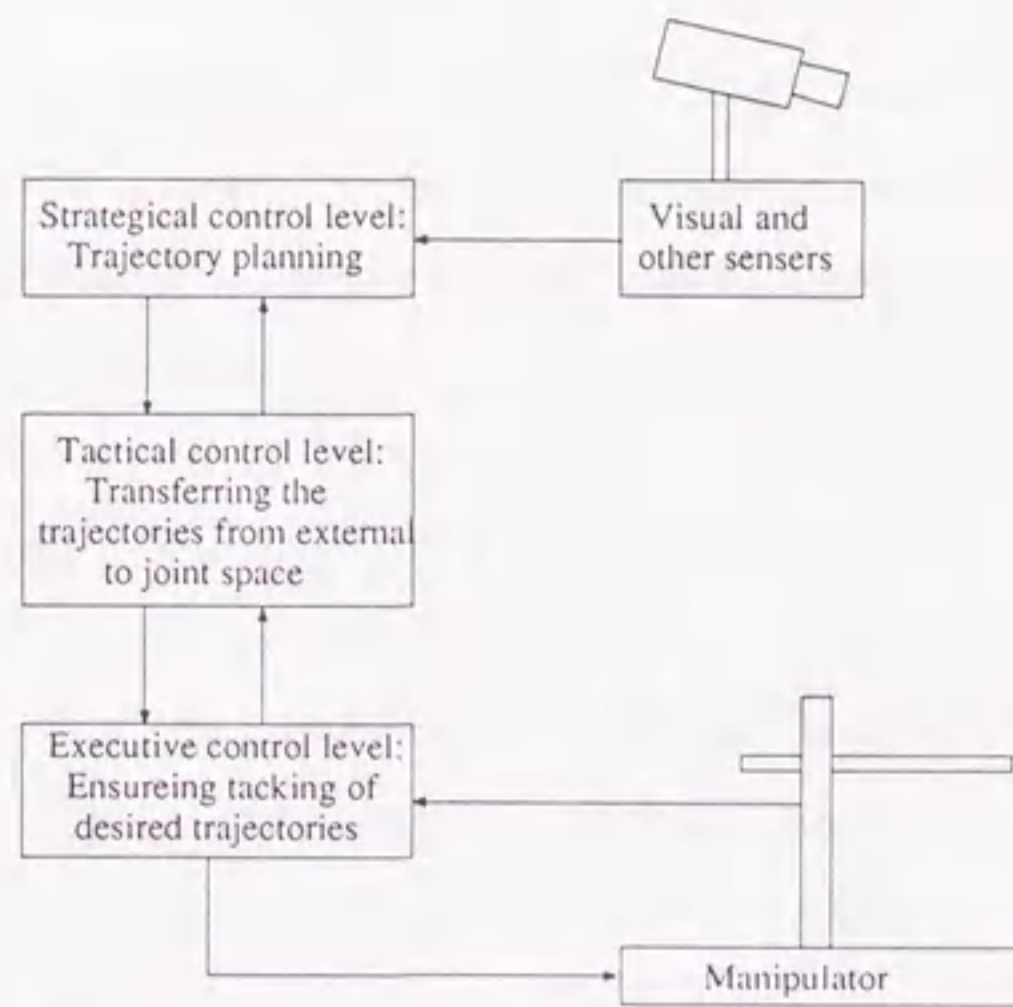 Strategical control level:
Trajectory planning
Visual and
other sensers
Tactical control level:
Transferring the
trajectories from external
to joint space
Executive control level:
Ensureing tacking of
desired trajectories
Manipulator